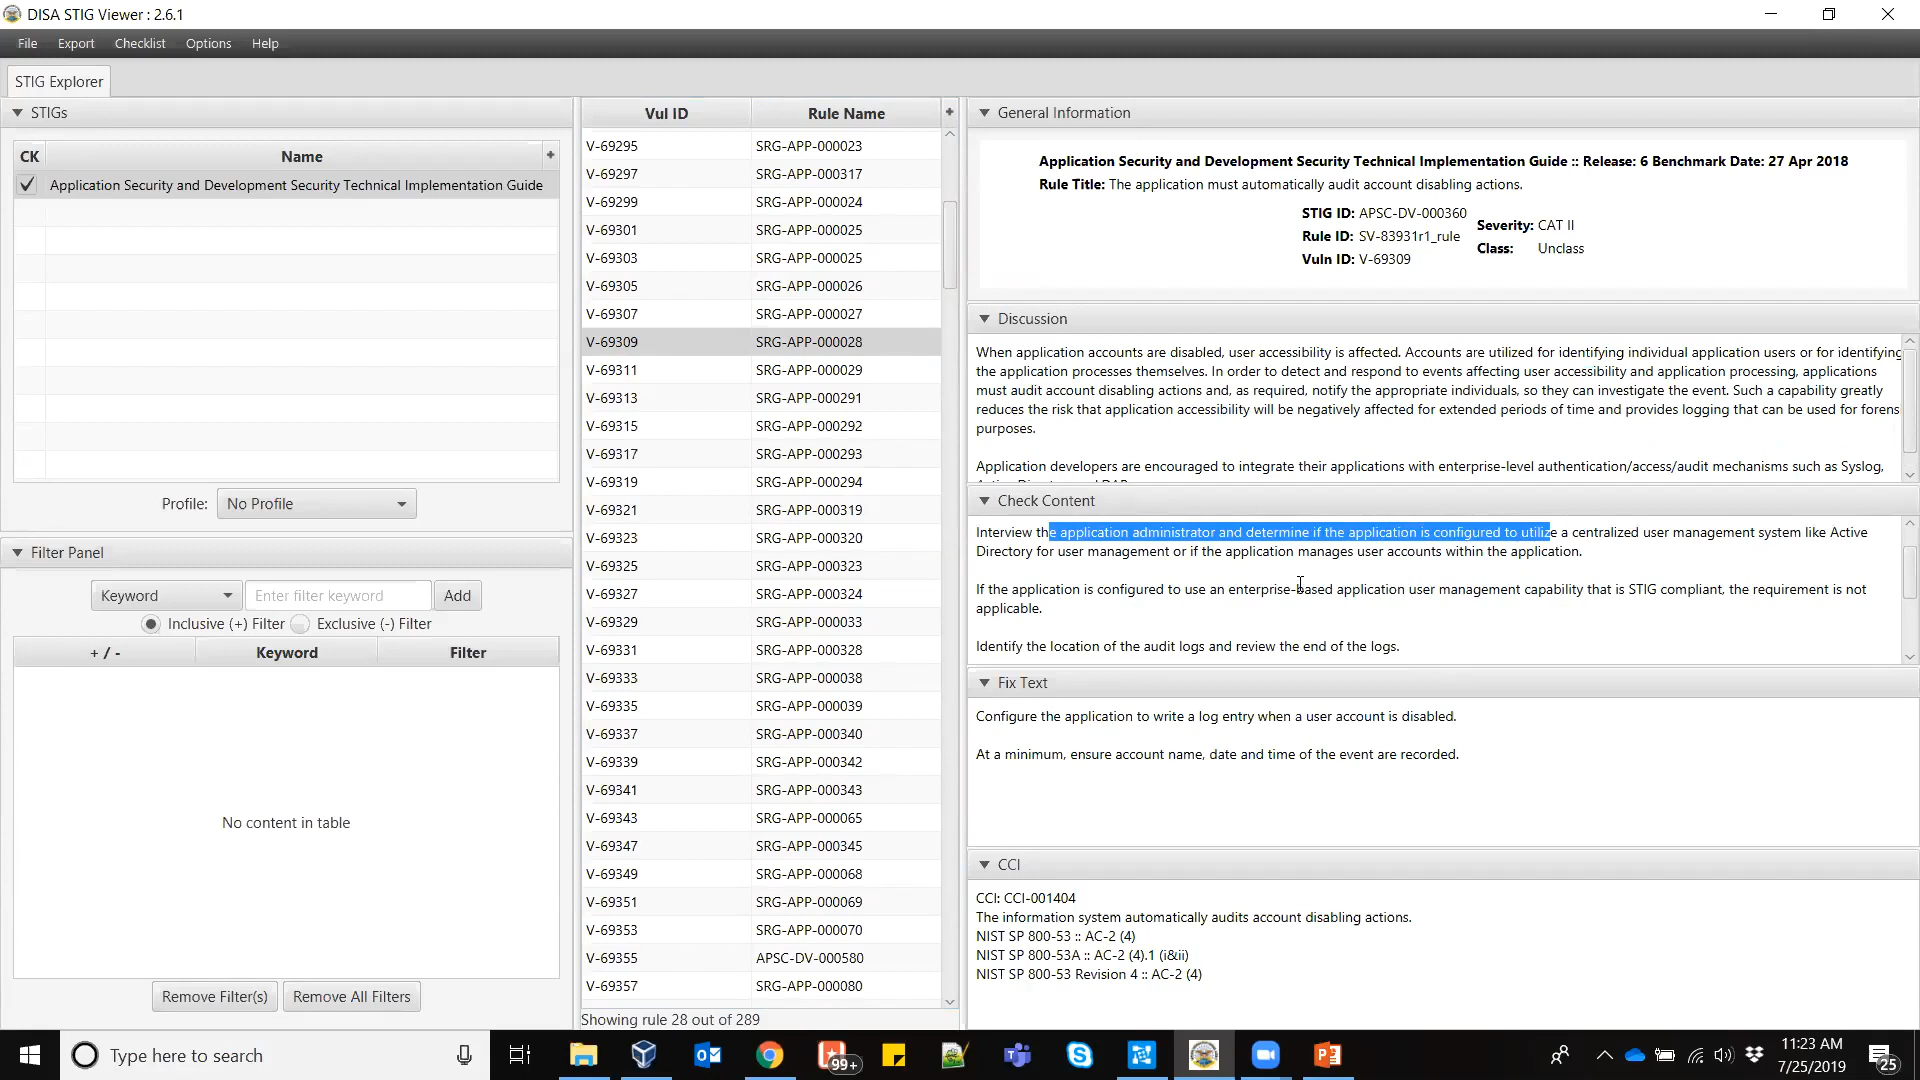 DISA STIG Viewer : 2.6.1
File Export Checklist Options Help
STIG Explorer
STIGs
CK Name +
Application Security and Development Security Technical Implementation Guide
Profile: No Profile
Filter Panel
Keyword Enter filter keyword Add
Inclusive (+) Filter Exclusive (-) Filter
+ / - Keyword Filter
No content in table
Remove Filter(s) Remove All Filters
Vul ID Rule Name +
V-69295 SRG-APP-000023
V-69297 SRG-APP-000317
V-69299 SRG-APP-000024
V-69301 SRG-APP-000025
V-69303 SRG-APP-000025
V-69305 SRG-APP-000026
V-69307 SRG-APP-000027
V-69309 SRG-APP-000028
V-69311 SRG-APP-000029
V-69313 SRG-APP-000291
V-69315 SRG-APP-000292
V-69317 SRG-APP-000293
V-69319 SRG-APP-000294
V-69321 SRG-APP-000319
V-69323 SRG-APP-000320
V-69325 SRG-APP-000323
V-69327 SRG-APP-000324
V-69329 SRG-APP-000033
V-69331 SRG-APP-000328
V-69333 SRG-APP-000038
V-69335 SRG-APP-000039
V-69337 SRG-APP-000340
V-69339 SRG-APP-000342
V-69341 SRG-APP-000343
V-69343 SRG-APP-000065
V-69347 SRG-APP-000345
V-69349 SRG-APP-000068
V-69351 SRG-APP-000069
V-69353 SRG-APP-000070
V-69355 APSC-DV-000580
V-69357 SRG-APP-000080
Showing rule 28 out of 289
General Information
Application Security and Development Security Technical Implementation Guide :: Release: 6 Benchmark Date: 27 Apr 2018
Rule Title: The application must automatically audit account disabling actions.
STIG ID: APSC-DV-000360
Rule ID: SV-83931r1_rule
Vuln ID: V-69309
Severity: CAT II
Class: Unclass
Discussion
When application accounts are disabled, user accessibility is affected. Accounts are utilized for identifying individual application users or for identifying
the application processes themselves. In order to detect and respond to events affecting user accessibility and application processing, applications
must audit account disabling actions and, as required, notify the appropriate individuals, so they can investigate the event. Such a capability greatly
reduces the risk that application accessibility will be negatively affected for extended periods of time and provides logging that can be used for forens
purposes.
Application developers are encouraged to integrate their applications with enterprise-level authentication/access/audit mechanisms such as Syslog,
Check Content
Interview the application administrator and determine if the application is configured to utilize a centralized user management system like Active
Directory for user management or if the application manages user accounts within the application.
If the application is configured to use an enterprise-based application user management capability that is STIG compliant, the requirement is not
applicable.
Identify the location of the audit logs and review the end of the logs.
Fix Text
Configure the application to write a log entry when a user account is disabled.
At a minimum, ensure account name, date and time of the event are recorded.
CCI
CCI: CCI-001404
The information system automatically audits account disabling actions.
NIST SP 800-53 :: AC-2 (4)
NIST SP 800-53A :: AC-2 (4).1 (i&ii)
NIST SP 800-53 Revision 4 :: AC-2 (4)
Type here to search
99+
11:23 AM
7/25/2019
25